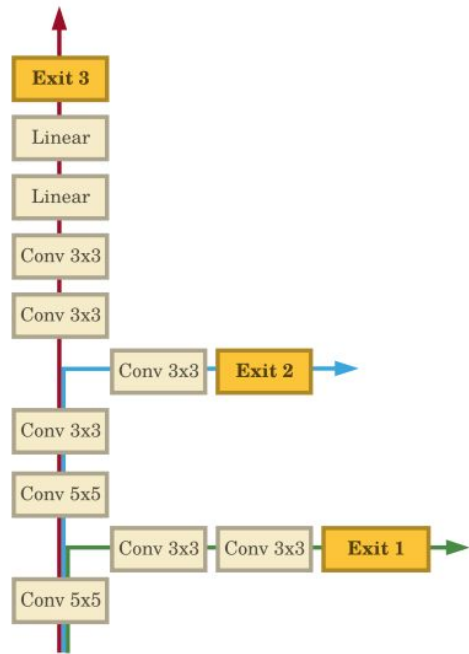 Exit 3
Linear
Linear
Conv 3x3
Conv 3x3
Conv 3x3 Exit 2
Conv 3x3
Conv 5x5
Conv 3x3 Conv 3x3 Exit 1
Conv 5x5